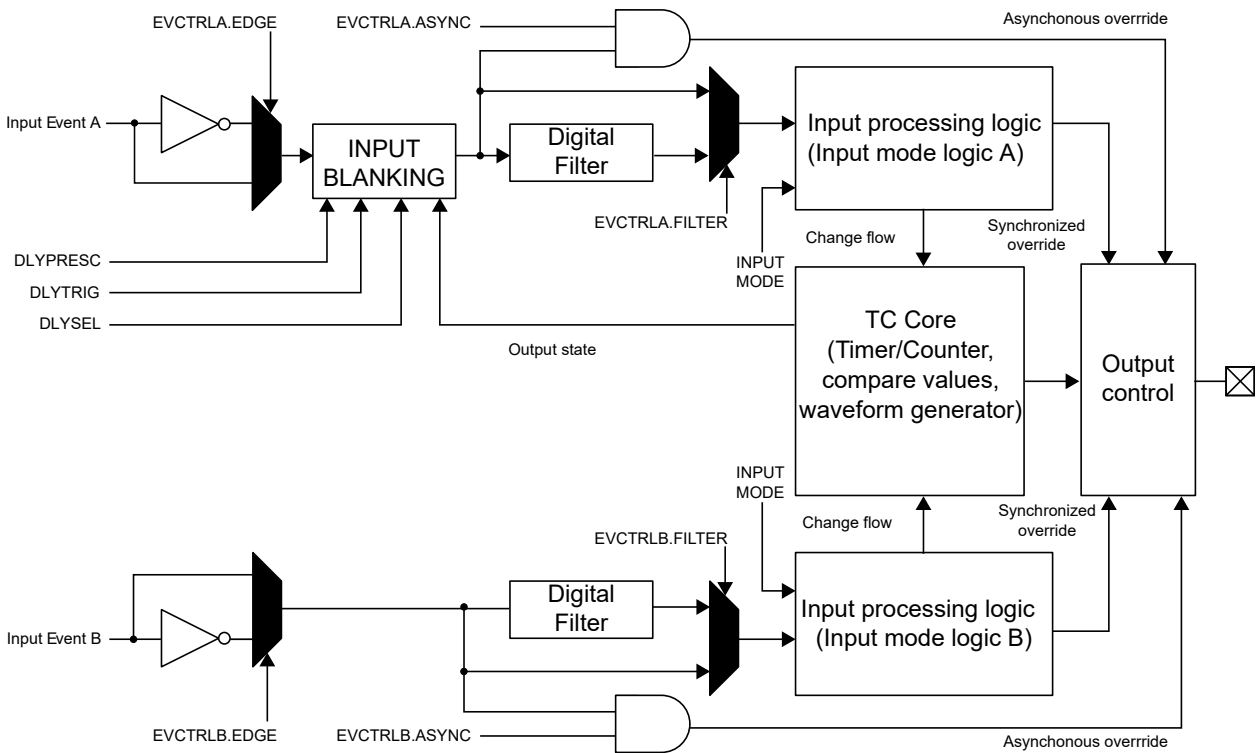 EVCTRLA.EDGE
EVCTRLA.ASYNC
Asynchonous overrride
Input Event A
INPUT
BLANKING
Digital
Filter
Input processing logic
(Input mode logic A)
EVCTRLA.FILTER
Change flow
Synchronized
override
INPUT
MODE
DLYPRESC
DLYTRIG
DLYSEL
Output state
TC Core
(Timer/Counter,
compare values,
waveform generator)
Output
control
INPUT
MODE
Change flow
Synchronized
override
EVCTRLB.FILTER
Digital
Filter
Input processing logic
(Input mode logic B)
Input Event B
EVCTRLB.EDGE
EVCTRLB.ASYNC
Asynchonous overrride